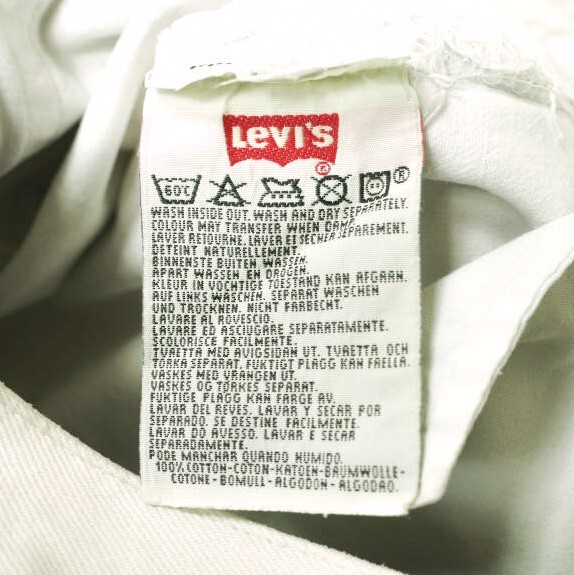 LEVI'S
®
60C ®
WASH INSIDE OUT. WASH AND DRY SEPARATELY.
COLOUR MAY TRANSFER WHEN DAMP.
LAVER RETOURNE. LAVER ET SECHER SEPAREMENT.
DETEINT NATURELLEMENT.
BINNENSTE BUITEN WASSEN.
APART WASSEN EN DROGEN.
KLEUR IN VOCHTIGE TOESTAND KAN AFGAAN.
AUF LINKS WASCHEN. SEPARAT WASCHEN
UND TROCKNEN. NICHT FARBECHT.
LAVARE AL ROVESCIO.
LAVARE ED ASCIUGARE SEPARATAMENTE.
SCOLORISCE FACILMENTE.
TVAETTA MED AVIGSIDAN UT. TVAETTA OCH
TORKA SEPARAT. FUKTIGT PLAGG KAN FAELLA.
VASKES MED VRANGEN UT.
VASKES OG TORKES SEPARAT.
FUKTIGE PLAGG KAN FARGE AV.
LAVAR DEL REVES. LAVAR Y SECAR POR
SEPARADO. SE DESTINE FACILMENTE.
LAVAR DO AVESSO. LAVAR E SECAR
SEPARADAMENTE.
PODE MANCHAR QUANDO HUMIDO.
100% COTTON-COTON-KATOEN-BAUMWOLLE-
COTONE-BOMULL-ALGODON-ALGODAO.